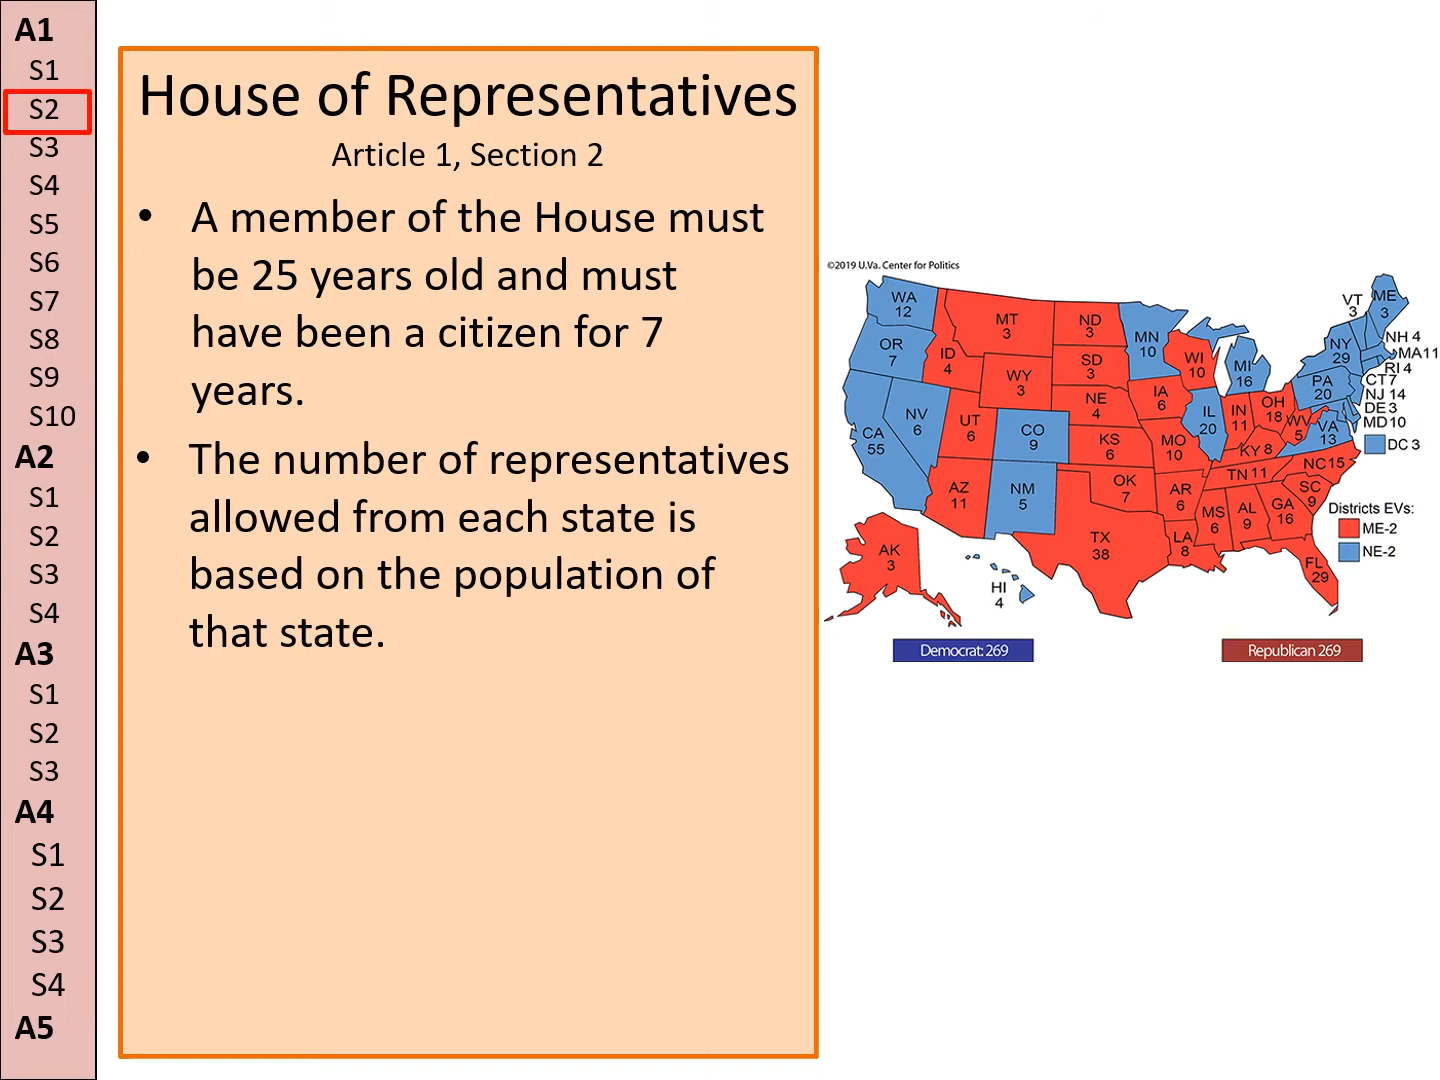 A1
S1
S2
S3
S4
S5
S6
S7
S8
S9
S10
A2
S1
S2
S3
S4
A3
S1
S2
S3
A4
S1
S2
S3
S4
A5
House of Representatives
Article 1, Section 2
• A member of the House must
be 25 years old and must
have been a citizen for 7
years.
• The number of representatives
allowed from each state is
based on the population of
that state.
©2019 U.Va. Center for Politics
WA
12
OR
7
CA
55
NV
6
ID
4
MT
3
WY
3
UT
6
AZ
11
CO
9
NM
5
ND
3
SD
3
NE
4
KS
6
OK
7
TX
38
MN
10
IA
6
MO
10
AR
6
LA
8
WI
10
IL
20
MI
16
IN
11
OH
18
KY 8
TN 11
MS
6
AL
9
GA
16
FL
29
SC
9
NC15
VA
13
WV
5
PA
20
NY
29
VT
3
ME
3
NH 4
MA11
RI 4
CT7
NJ 14
DE 3
MD10
DC 3
AK
3
HI
4
Districts EVs:
ME-2
NE-2
Democrat: 269
Republican 269